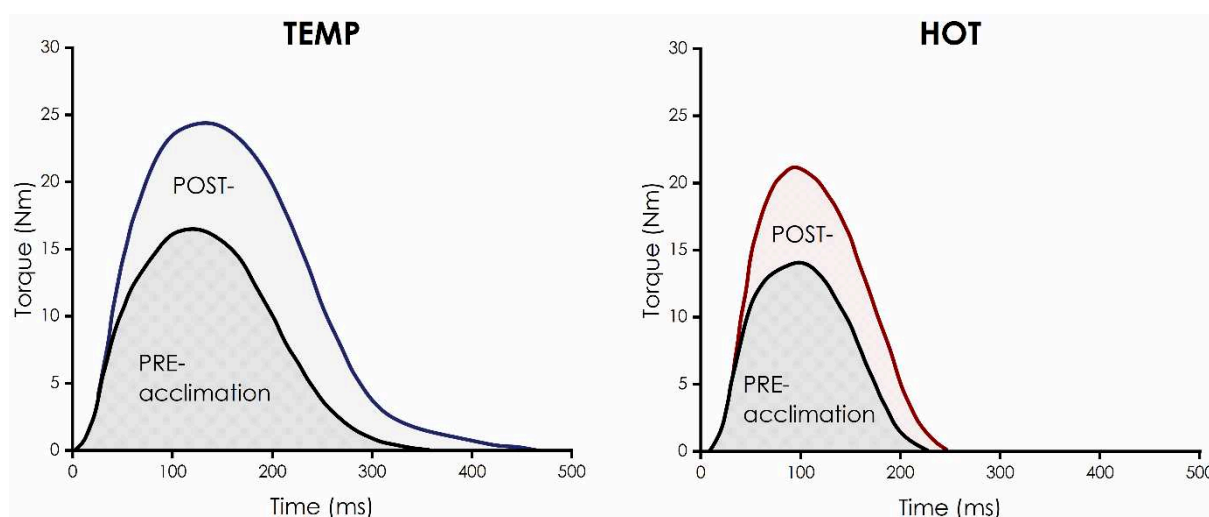 TEMP
30
25
20
15
10
5
0
Torque (Nm)
POST-
PRE-
acclimation
0 100 200 300 400 500
Time (ms)
HOT
30
25
20
15
10
5
0
Torque (Nm)
POST-
PRE-
acclimation
0 100 200 300 400 500
Time (ms)